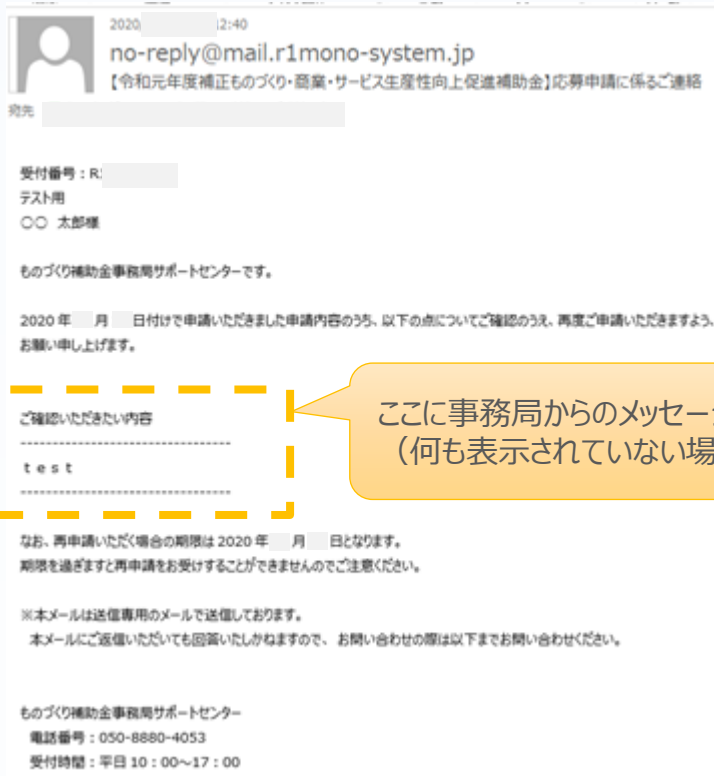 2020 2:40
no-reply@mail.r1mono-system.jp
【令和元年度補正ものづくり・商業・サービス生産性向上促進補助金】応募申請に係るご連絡
宛先
受付番号：R
テスト用
〇〇 太郎様
ものづくり補助金事務局サポートセンターです。
2020 年 月 日付けで申請いただきました申請内容のうち、以下の点についてご確認のうえ、再度ご申請いただきますよう、
お願い申し上げます。
ご確認いただきたい内容
----------------------------------
ｔｅｓｔ
----------------------------------
ここに事務局からのメッセー
（何も表示されていない場
なお、再申請いただく場合の期限は 2020 年 月 日となります。
期限を過ぎますと再申請をお受けすることができませんのでご注意ください。
※本メールは送信専用のメールで送信しております。
本メールにご返信いただいても回答いたしかねますので、 お問い合わせの際は以下までお問い合わせください。
ものづくり補助金事務局サポートセンター
電話番号：050-8880-4053
受付時間：平日 10：00～17：00